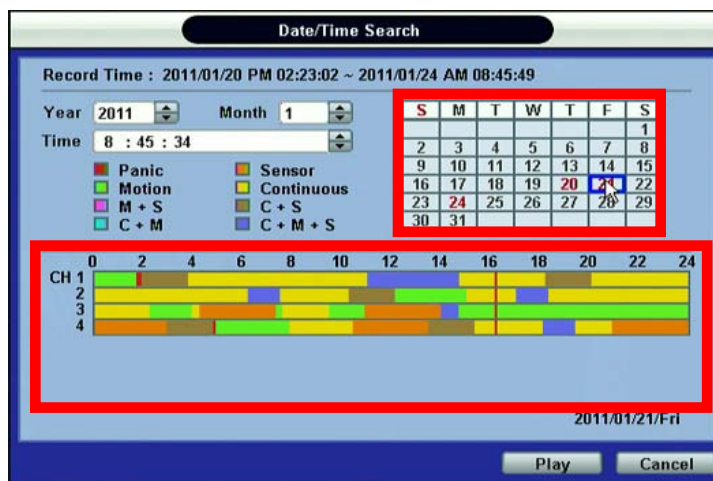 Date/Time Search
Record Time : 2011/01/20 PM 02:23:02 ~ 2011/01/24 AM 08:45:49
Year 2011 Month 1
Time 8 : 45 : 34
Panic Sensor
Motion Continuous
M + S C + S
C + M C + M + S
S M T W T F S
1
2 3 4 5 6 7 8
9 10 11 12 13 14 15
16 17 18 19 20 21 22
23 24 25 26 27 28 29
30 31
0 2 4 6 8 10 12 14 16 18 20 22 24
CH 1
2
3
4
2011/01/21/Fri
Play Cancel